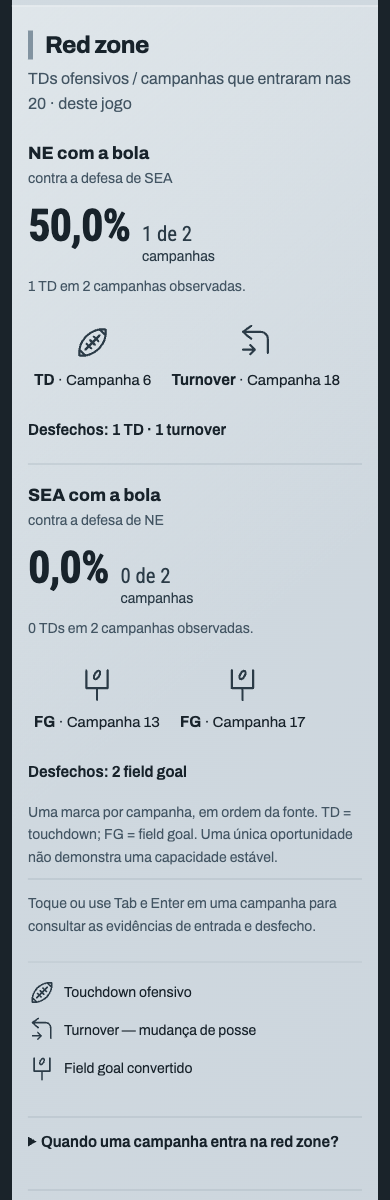 Red zone
TDs ofensivos / campanhas que entraram nas
20 · deste jogo
NE com a bola
contra a defesa de SEA
50,0% 1 de 2
campanhas
1 TD em 2 campanhas observadas.
TD · Campanha 6 Turnover · Campanha 18
Desfechos: 1 TD · 1 turnover
SEA com a bola
contra a defesa de NE
0,0% 0 de 2
campanhas
0 TDs em 2 campanhas observadas.
FG · Campanha 13 FG · Campanha 17
Desfechos: 2 field goal
Uma marca por campanha, em ordem da fonte. TD =
touchdown; FG = field goal. Uma única oportunidade
não demonstra uma capacidade estável.
Toque ou use Tab e Enter em uma campanha para
consultar as evidências de entrada e desfecho.
Touchdown ofensivo
Turnover — mudança de posse
Field goal convertido
Quando uma campanha entra na red zone?